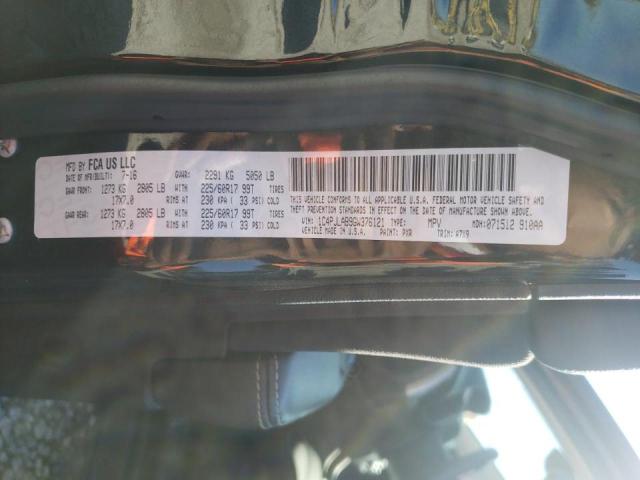 MFD BY FCA US LLC
DATE OF MFR(BUILT): 7-16 GVWR: 2291 KG 5050 LB
GAWR FRONT: 1273 KG 2805 LB WITH 225/60R17 99T TIRES
17X7.0 RIMS AT 230 KPA ( 33 PSI) COLD
GAWR REAR: 1273 KG 2805 LB WITH 225/60R17 99T TIRES
17X7.0 RIMS AT 230 KPA ( 33 PSI) COLD
THIS VEHICLE CONFORMS TO ALL APPLICABLE U.S.A. FEDERAL MOTOR VEHICLE SAFETY,
BUMPER AND THEFT PREVENTION STANDARDS IN EFFECT ON THE DATE OF MANUFACTURE SHOWN ABOVE.
TYPE: MPV MDH: 071512 910AA
VEHICLE MADE IN U.S.A. PAINT: PXR TRIM: A7X9